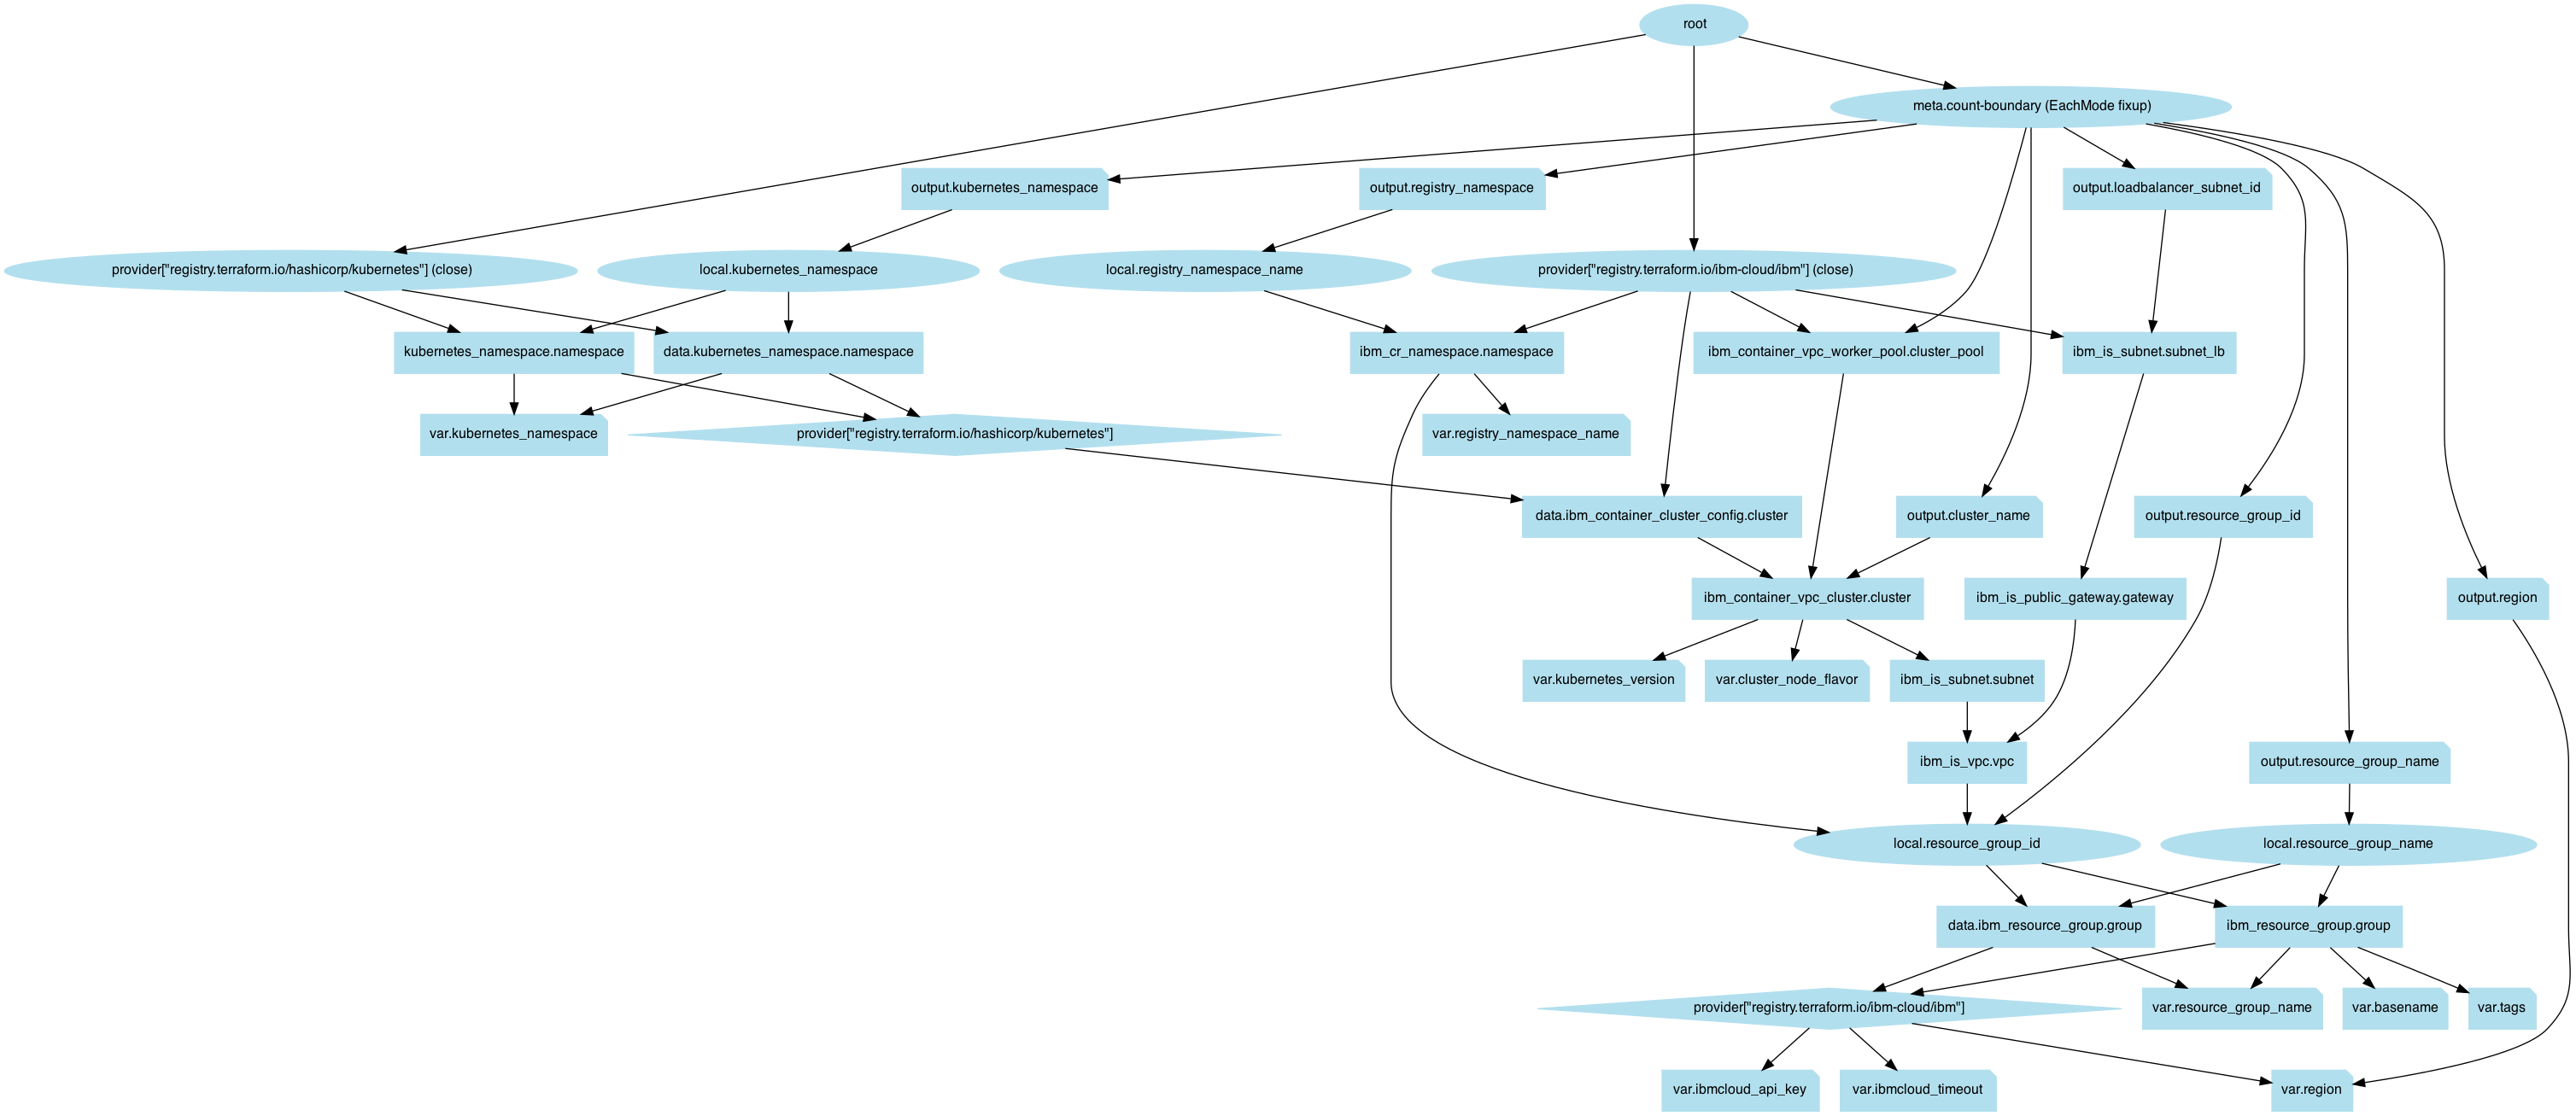 root
meta.count-boundary (EachMode fixup)
output.kubernetes_namespace
output.registry_namespace
output.loadbalancer_subnet_id
provider["registry.terraform.io/hashicorp/kubernetes"] (close)
local.kubernetes_namespace
local.registry_namespace_name
provider["registry.terraform.io/ibm-cloud/ibm"] (close)
kubernetes_namespace.namespace
data.kubernetes_namespace.namespace
ibm_cr_namespace.namespace
ibm_container_vpc_worker_pool.cluster_pool
ibm_is_subnet.subnet_lb
var.kubernetes_namespace
provider["registry.terraform.io/hashicorp/kubernetes"]
var.registry_namespace_name
data.ibm_container_cluster_config.cluster
output.cluster_name
output.resource_group_id
ibm_container_vpc_cluster.cluster
ibm_is_public_gateway.gateway
output.region
var.kubernetes_version
var.cluster_node_flavor
ibm_is_subnet.subnet
ibm_is_vpc.vpc
output.resource_group_name
local.resource_group_id
local.resource_group_name
data.ibm_resource_group.group
ibm_resource_group.group
provider["registry.terraform.io/ibm-cloud/ibm"]
var.resource_group_name
var.basename
var.tags
var.ibmcloud_api_key
var.ibmcloud_timeout
var.region